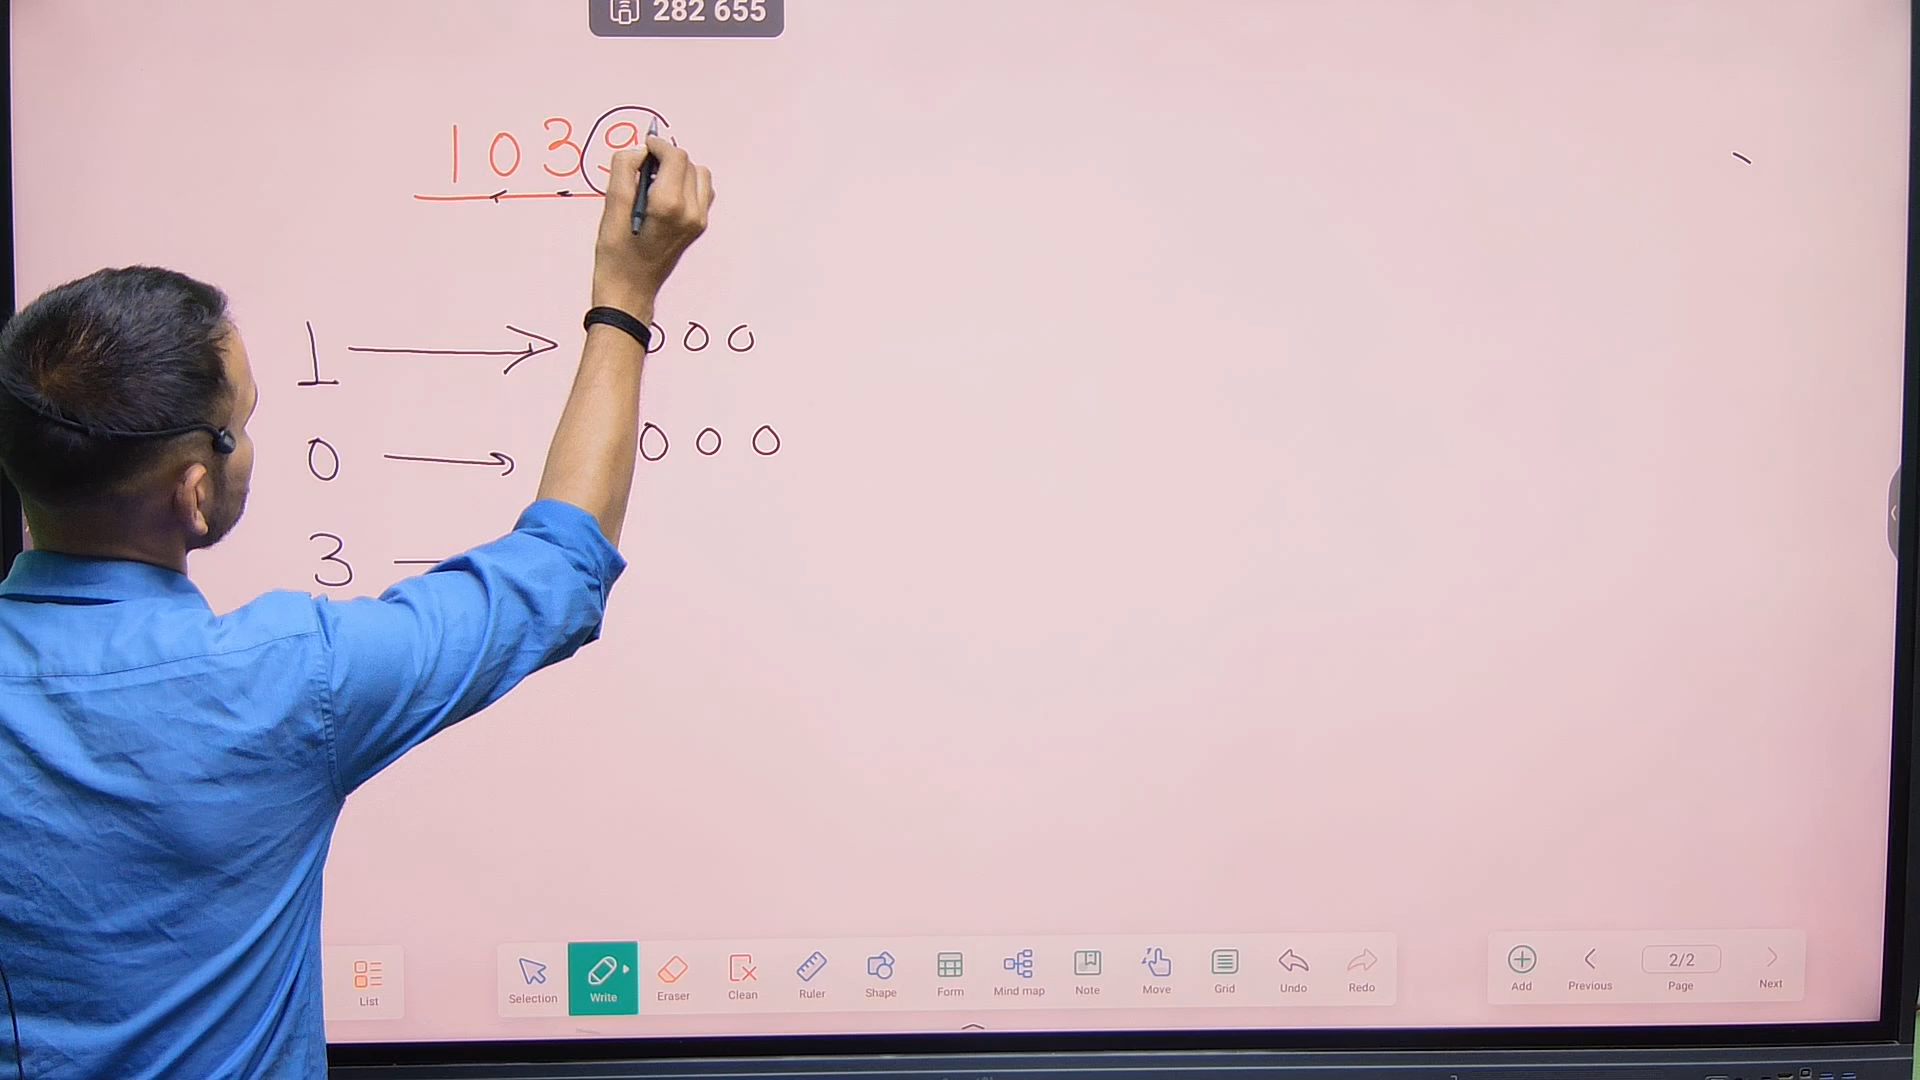 282 655
1039
1 → 000
0 → 000
3 —
List
Selection
Write
Eraser
Clean
Ruler
Shape
Form
Mind map
Note
Move
Grid
Undo
Redo
Add
Previous
2/2
Page
Next